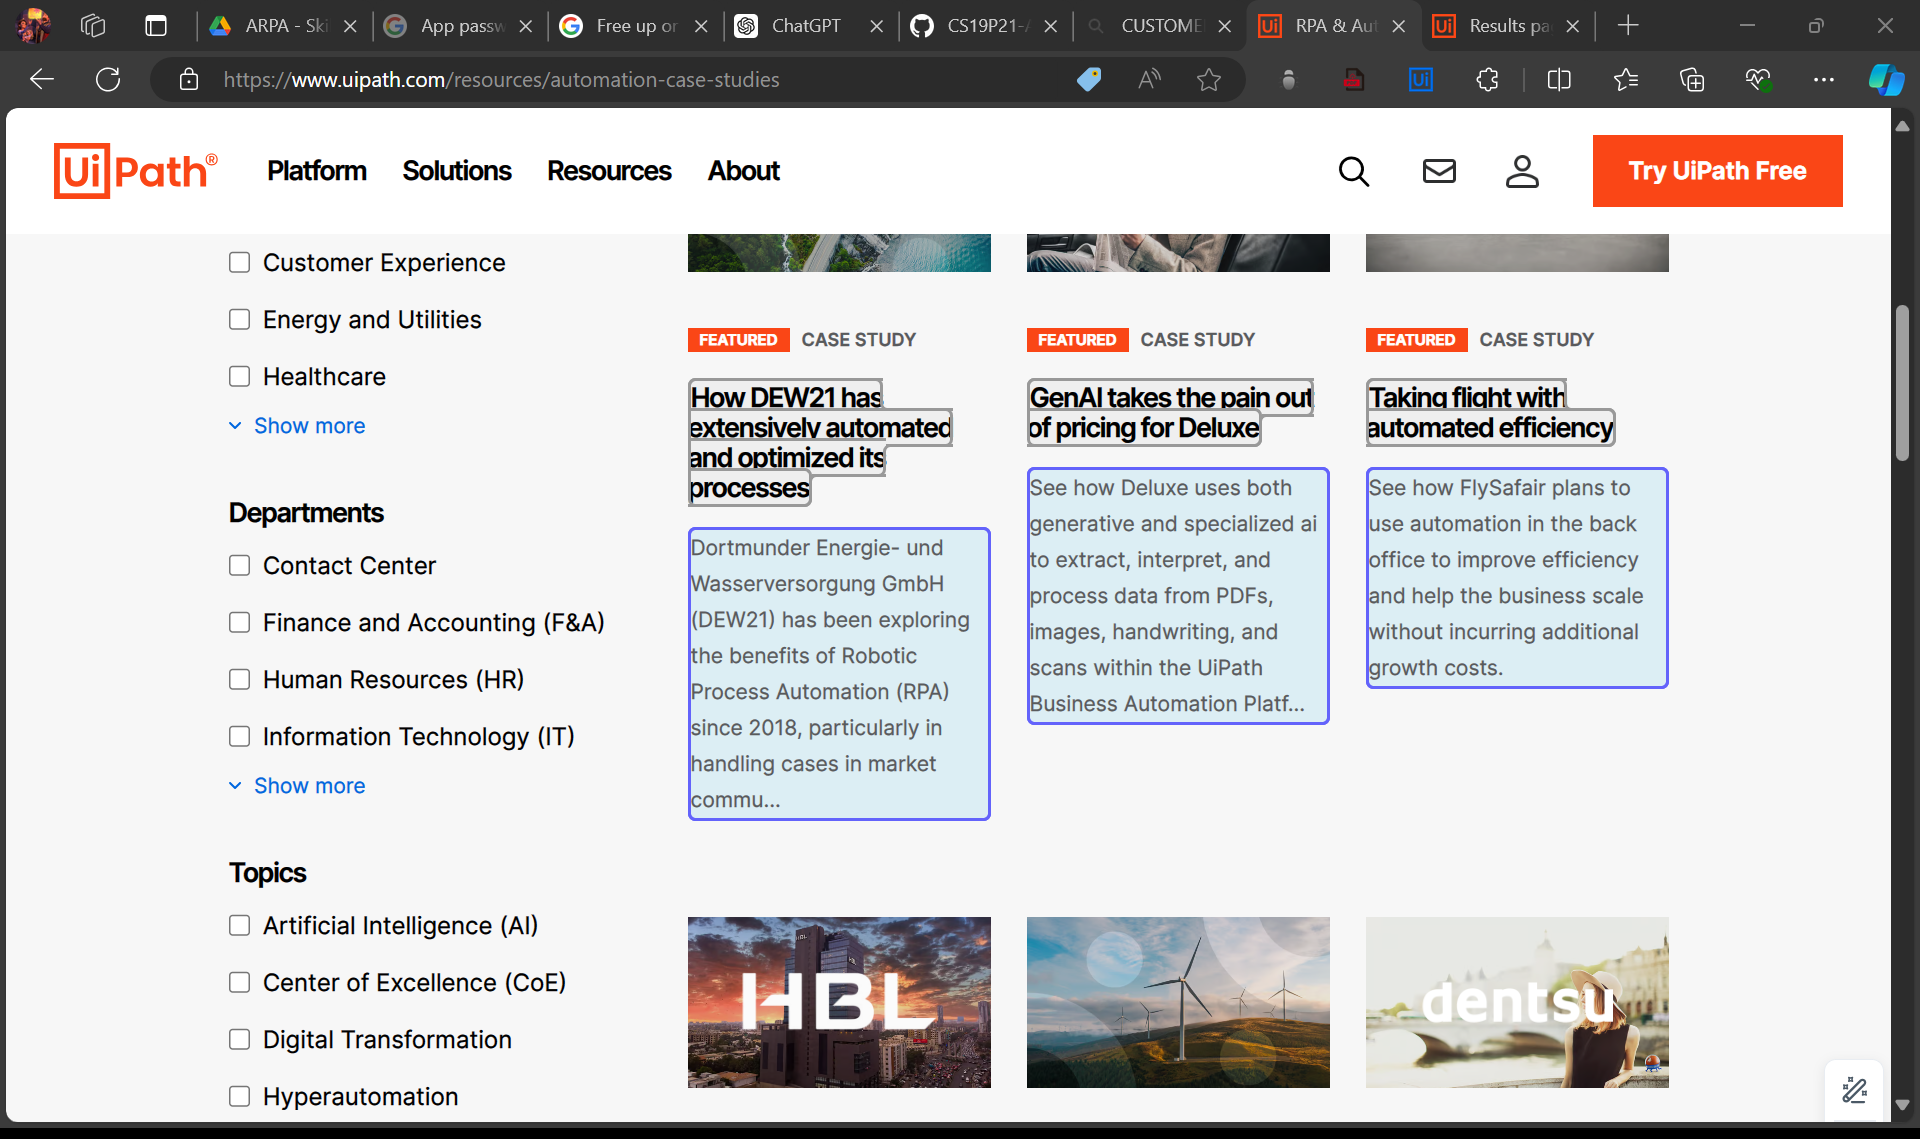 ARPA - Ski
App passw
Free up or
ChatGPT
CS19P21-
CUSTOME
RPA & Aut
Results pa
https://www.uipath.com/resources/automation-case-studies
Ui
UiPath®
Platform
Solutions
Resources
About
Try UiPath Free
Customer Experience
Energy and Utilities
Healthcare
Show more
Departments
Contact Center
Finance and Accounting (F&A)
Human Resources (HR)
Information Technology (IT)
Show more
Topics
Artificial Intelligence (AI)
Center of Excellence (CoE)
Digital Transformation
Hyperautomation
FEATURED CASE STUDY
How DEW21 has
extensively automated
and optimized its
processes
Dortmunder Energie- und
Wasserversorgung GmbH
(DEW21) has been exploring
the benefits of Robotic
Process Automation (RPA)
since 2018, particularly in
handling cases in market
commu...
FEATURED CASE STUDY
GenAI takes the pain out
of pricing for Deluxe
See how Deluxe uses both
generative and specialized ai
to extract, interpret, and
process data from PDFs,
images, handwriting, and
scans within the UiPath
Business Automation Platf...
FEATURED CASE STUDY
Taking flight with
automated efficiency
See how FlySafair plans to
use automation in the back
office to improve efficiency
and help the business scale
without incurring additional
growth costs.
HBL
dentsu